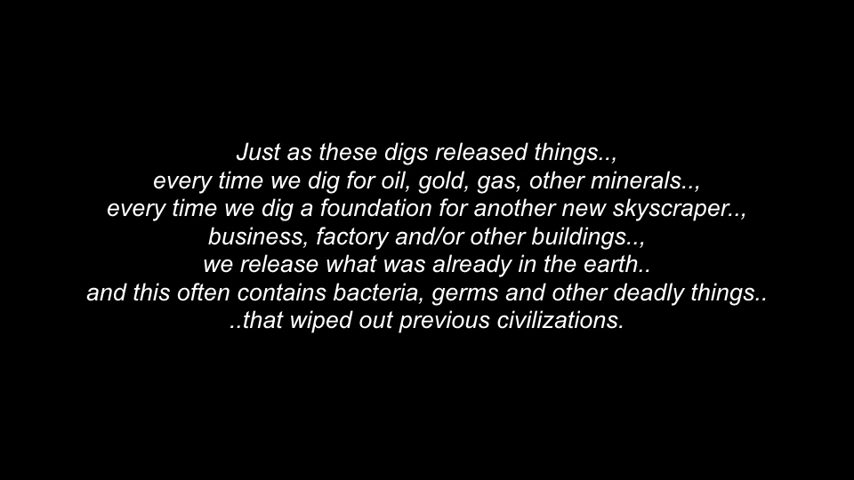 Just as these digs released things..,
every time we dig for oil, gold, gas, other minerals..,
every time we dig a foundation for another new skyscraper..,
business, factory and/or other buildings..,
we release what was already in the earth..
and this often contains bacteria, germs and other deadly things..
..that wiped out previous civilizations.